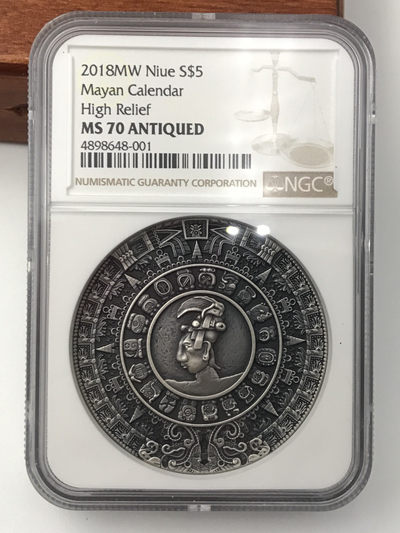 2018MW Niue S$5
Mayan Calendar
High Relief
MS 70 ANTIQUED
4898648-001
NUMISMATIC GUARANTY CORPORATION NGC®